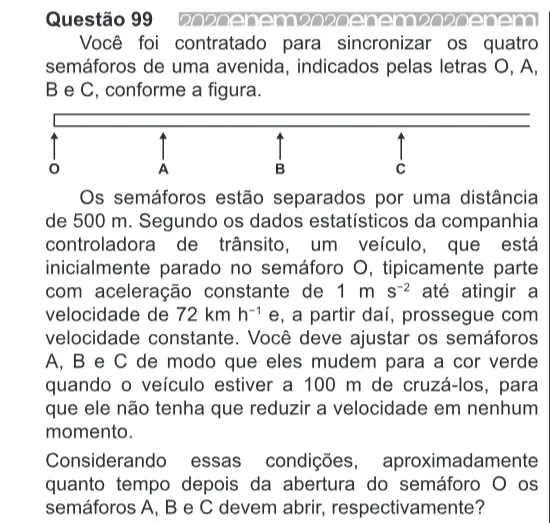 Questão 99 2020enem2020enem2020enem
Você foi contratado para sincronizar os quatro
semáforos de uma avenida, indicados pelas letras O, A,
B e C, conforme a figura.
O A B C
Os semáforos estão separados por uma distância
de 500 m. Segundo os dados estatísticos da companhia
controladora de trânsito, um veículo, que está
inicialmente parado no semáforo O, tipicamente parte
com aceleração constante de 1 m s⁻² até atingir a
velocidade de 72 km h⁻¹ e, a partir daí, prossegue com
velocidade constante. Você deve ajustar os semáforos
A, B e C de modo que eles mudem para a cor verde
quando o veículo estiver a 100 m de cruzá-los, para
que ele não tenha que reduzir a velocidade em nenhum
momento.
Considerando essas condições, aproximadamente
quanto tempo depois da abertura do semáforo O os
semáforos A, B e C devem abrir, respectivamente?